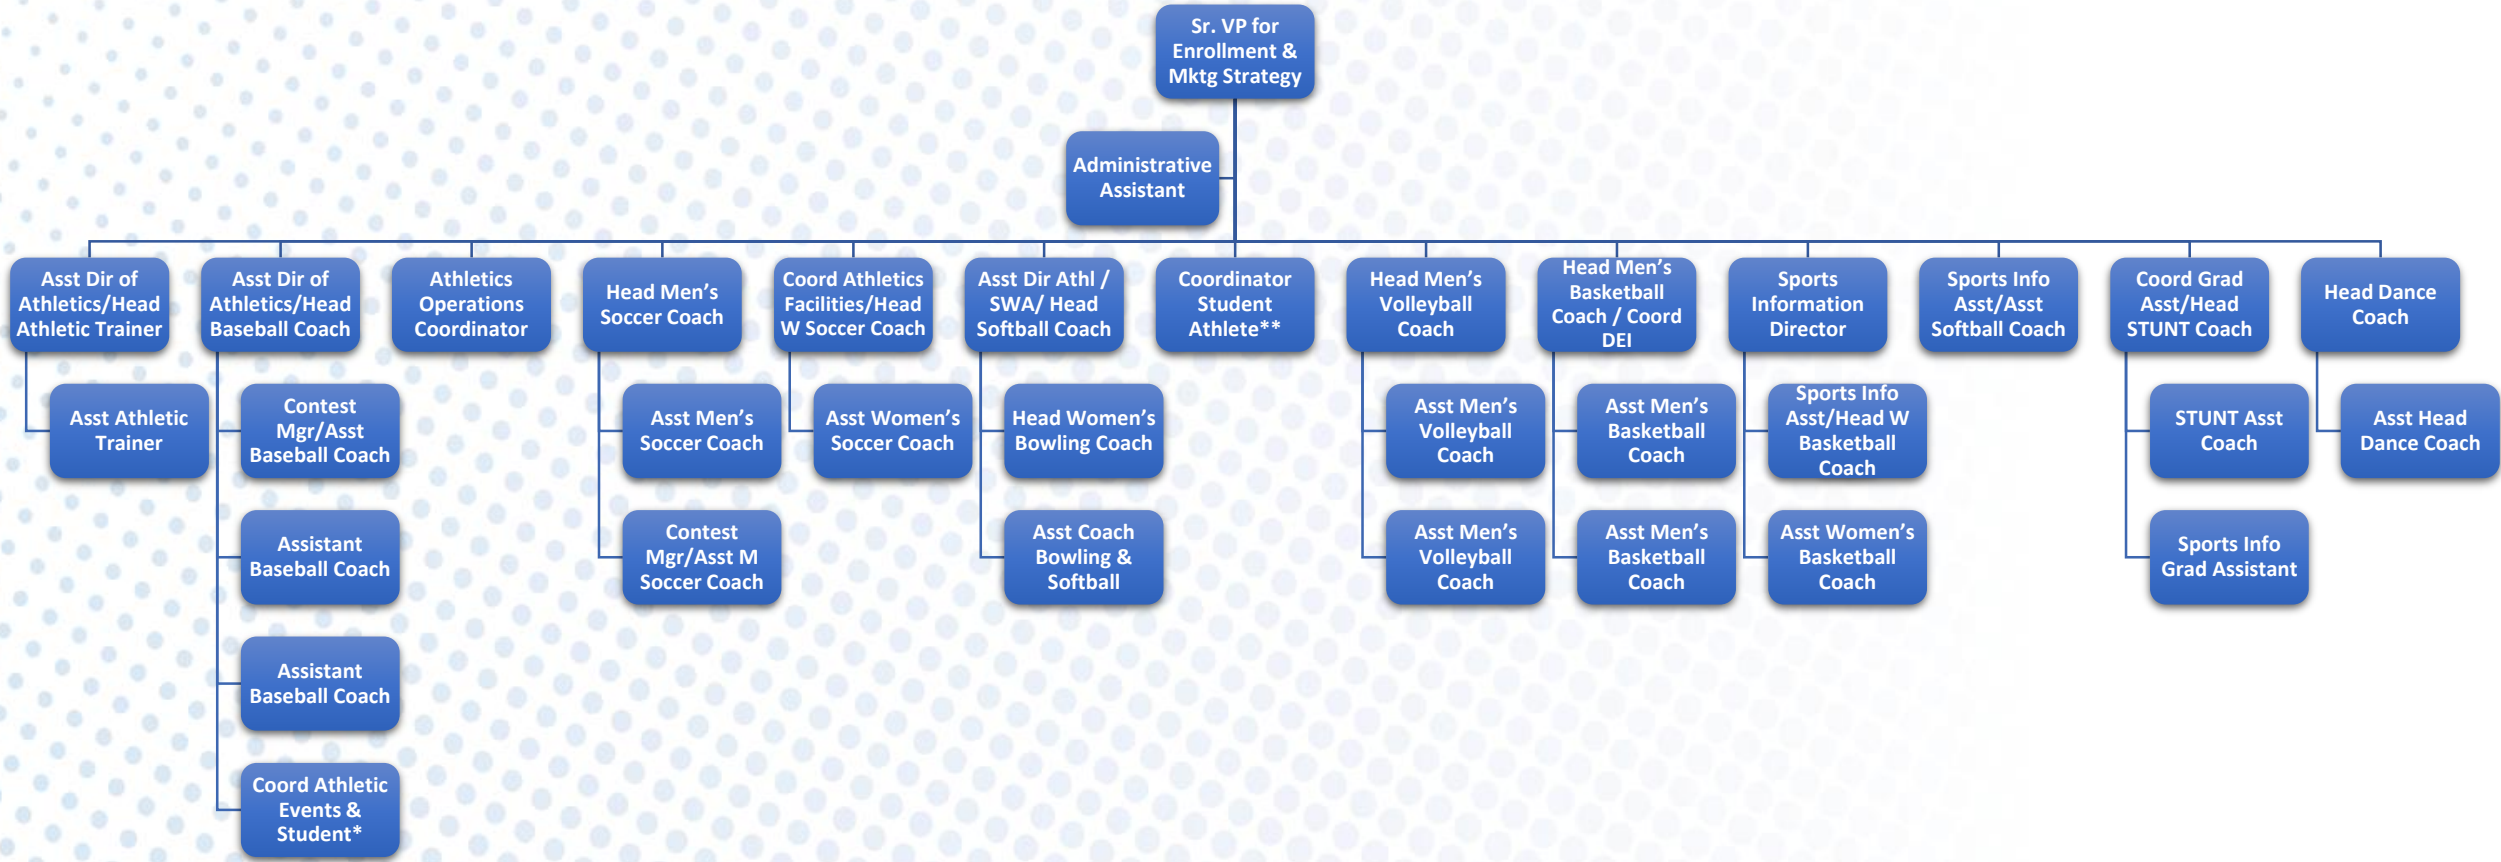 Sr. VP for
Enrollment &
Mktg Strategy
Administrative
Assistant
Asst Dir of
Athletics/Head
Athletic Trainer
Asst Dir of
Athletics/Head
Baseball Coach
Athletics
Operations
Coordinator
Head Men’s
Soccer Coach
Coord Athletics
Facilities/Head
W Soccer Coach
Asst Dir Athl /
SWA/ Head
Softball Coach
Coordinator
Student
Athlete**
Head Men’s
Volleyball
Coach
Head Men’s
Basketball
Coach / Coord
DEI
Sports
Information
Director
Sports Info
Asst/Asst
Softball Coach
Coord Grad
Asst/Head
STUNT Coach
Head Dance
Coach
Asst Athletic
Trainer
Contest
Mgr/Asst
Baseball Coach
Asst Men’s
Soccer Coach
Asst Women’s
Soccer Coach
Head Women’s
Bowling Coach
Asst Men’s
Volleyball
Coach
Asst Men’s
Basketball
Coach
Sports Info
Asst/Head W
Basketball
Coach
STUNT Asst
Coach
Asst Head
Dance Coach
Assistant
Baseball Coach
Contest
Mgr/Asst M
Soccer Coach
Asst Coach
Bowling &
Softball
Asst Men’s
Volleyball
Coach
Asst Men’s
Basketball
Coach
Asst Women’s
Basketball
Coach
Sports Info
Grad Assistant
Assistant
Baseball Coach
Coord Athletic
Events &
Student*